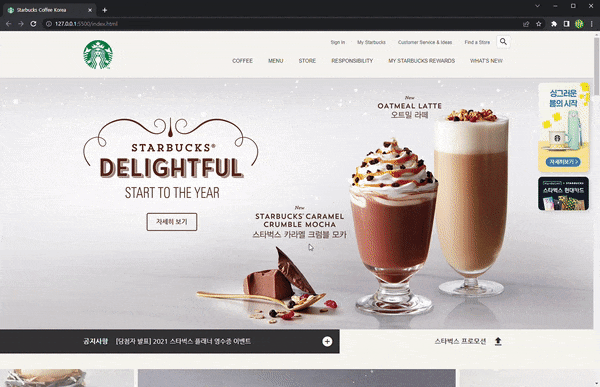 Starbucks Coffee Korea
127.0.0.1:5500/index.html
Sign In
My Starbucks
Customer Service & Ideas
Find a Store
COFFEE
MENU
STORE
RESPONSIBILITY
MY STARBUCKS REWARDS
WHAT'S NEW
New
OATMEAL LATTE
오트밀 라떼
싱그러운
봄의 시작
자세히보기 >
STARBUCKS®
DELIGHTFUL
START TO THE YEAR
자세히 보기
New
STARBUCKS® CARAMEL
CRUMBLE MOCHA
스타벅스 카라멜 크럼블 모카
스타벅스 현대카드
공지사항
[당첨자 발표] 2021 스타벅스 플래너 영수증 이벤트
스타벅스 프로모션